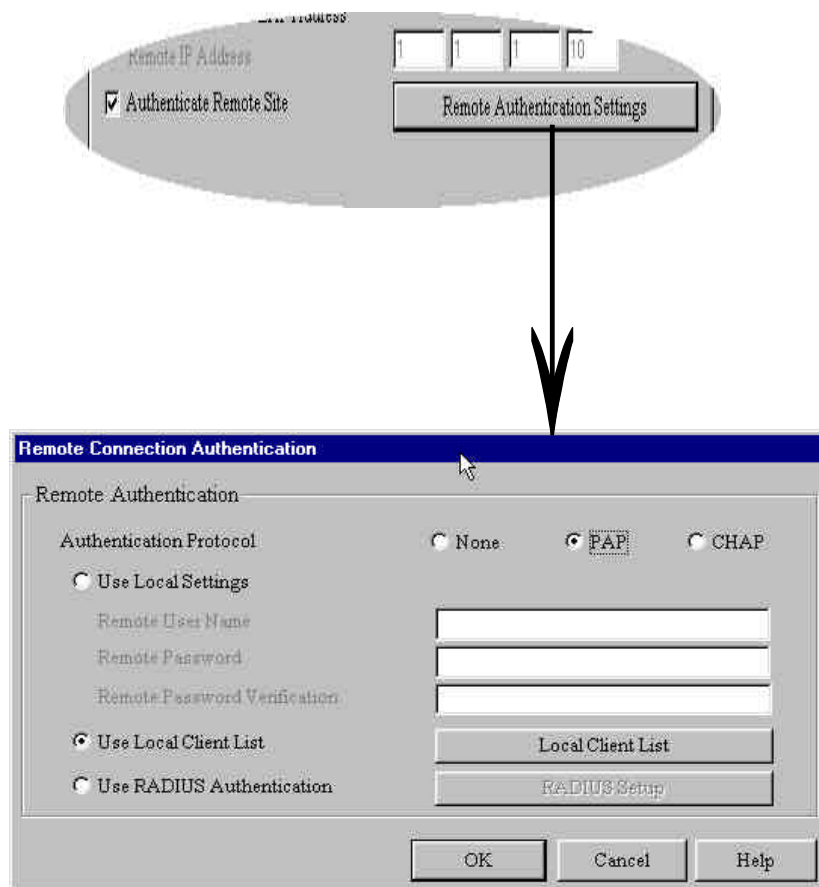 Address
Remote IP Address 1 1 1 10
Authenticate Remote Site Remote Authentication Settings
Remote Connection Authentication
Remote Authentication
Authentication Protocol None PAP CHAP
Use Local Settings
Remote User Name
Remote Password
Remote Password Verification
Use Local Client List Local Client List
Use RADIUS Authentication RADIUS Setup
OK Cancel Help